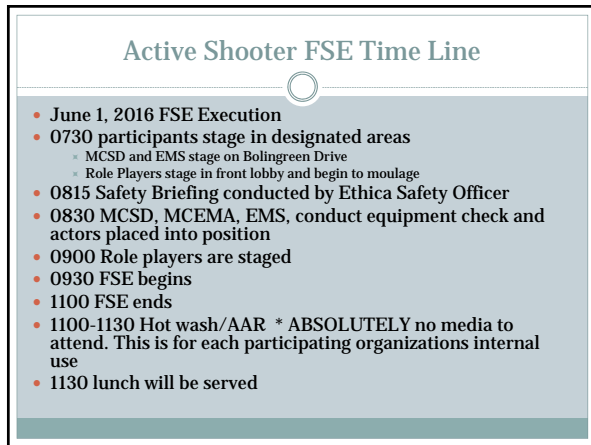 Active Shooter FSE Time Line
• June 1, 2016 FSE Execution
• 0730 participants stage in designated areas
× MCSD and EMS stage on Bolingreen Drive
× Role Players stage in front lobby and begin to moulage
• 0815 Safety Briefing conducted by Ethica Safety Officer
• 0830 MCSD, MCEMA, EMS, conduct equipment check and
actors placed into position
• 0900 Role players are staged
• 0930 FSE begins
• 1100 FSE ends
• 1100-1130 Hot wash/AAR * ABSOLUTELY no media to
attend. This is for each participating organizations internal
use
• 1130 lunch will be served